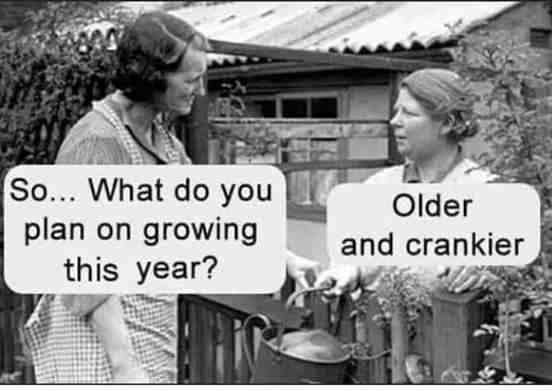 So... What do you
plan on growing
this year?
Older
and crankier